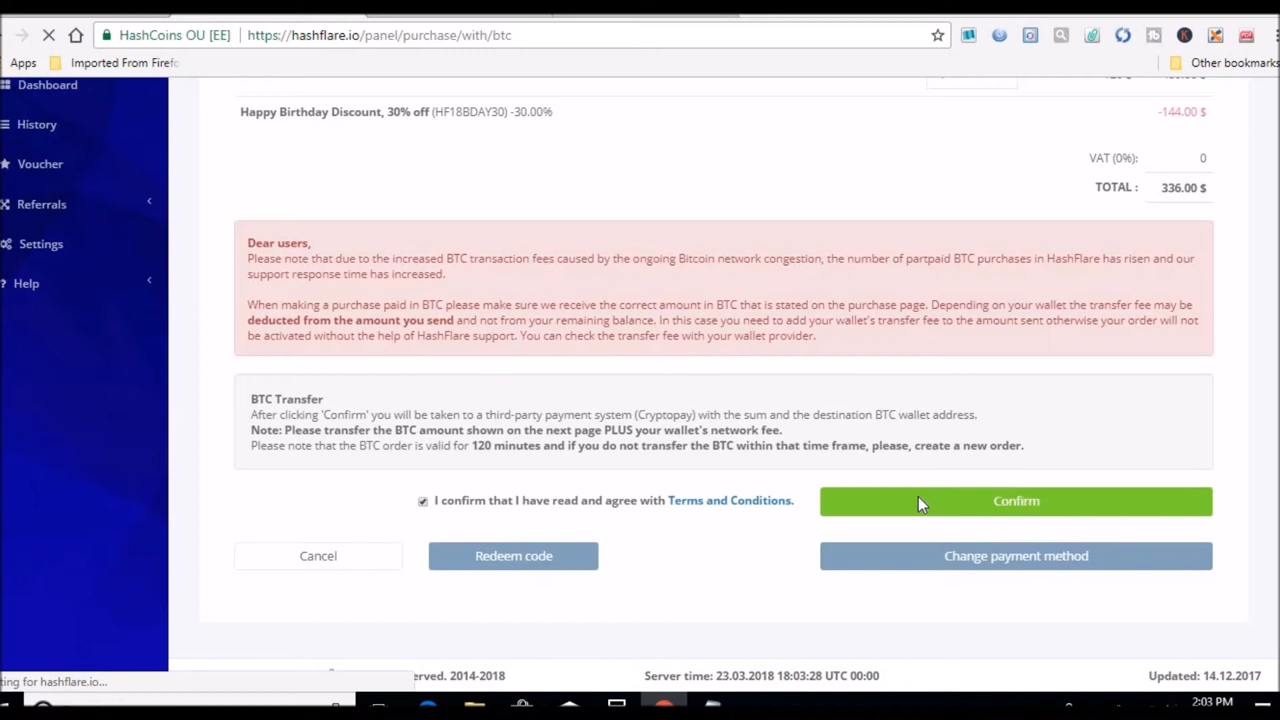 HashCoins OU [EE] https://hashflare.io/panel/purchase/with/btc
Apps Imported From Firefo Other bookmarks
Dashboard
Happy Birthday Discount, 30% off (HF18BDAY30) -30.00% -144.00 $
History
VAT (0%): 0
Voucher
TOTAL : 336.00 $
Referrals
Settings
Help
Dear users,
Please note that due to the increased BTC transaction fees caused by the ongoing Bitcoin network congestion, the number of partpaid BTC purchases in HashFlare has risen and our
support response time has increased.
When making a purchase paid in BTC please make sure we receive the correct amount in BTC that is stated on the purchase page. Depending on your wallet the transfer fee may be
deducted from the amount you send and not from your remaining balance. In this case you need to add your wallet's transfer fee to the amount sent otherwise your order will not
be activated without the help of HashFlare support. You can check the transfer fee with your wallet provider.
BTC Transfer
After clicking 'Confirm' you will be taken to a third-party payment system (Cryptopay) with the sum and the destination BTC wallet address.
Note: Please transfer the BTC amount shown on the next page PLUS your wallet's network fee.
Please note that the BTC order is valid for 120 minutes and if you do not transfer the BTC within that time frame, please, create a new order.
I confirm that I have read and agree with Terms and Conditions. Confirm
Cancel Redeem code Change payment method
erved. 2014-2018 Server time: 23.03.2018 18:03:28 UTC 00:00 Updated: 14.12.2017
ting for hashflare.io...
2:03 PM